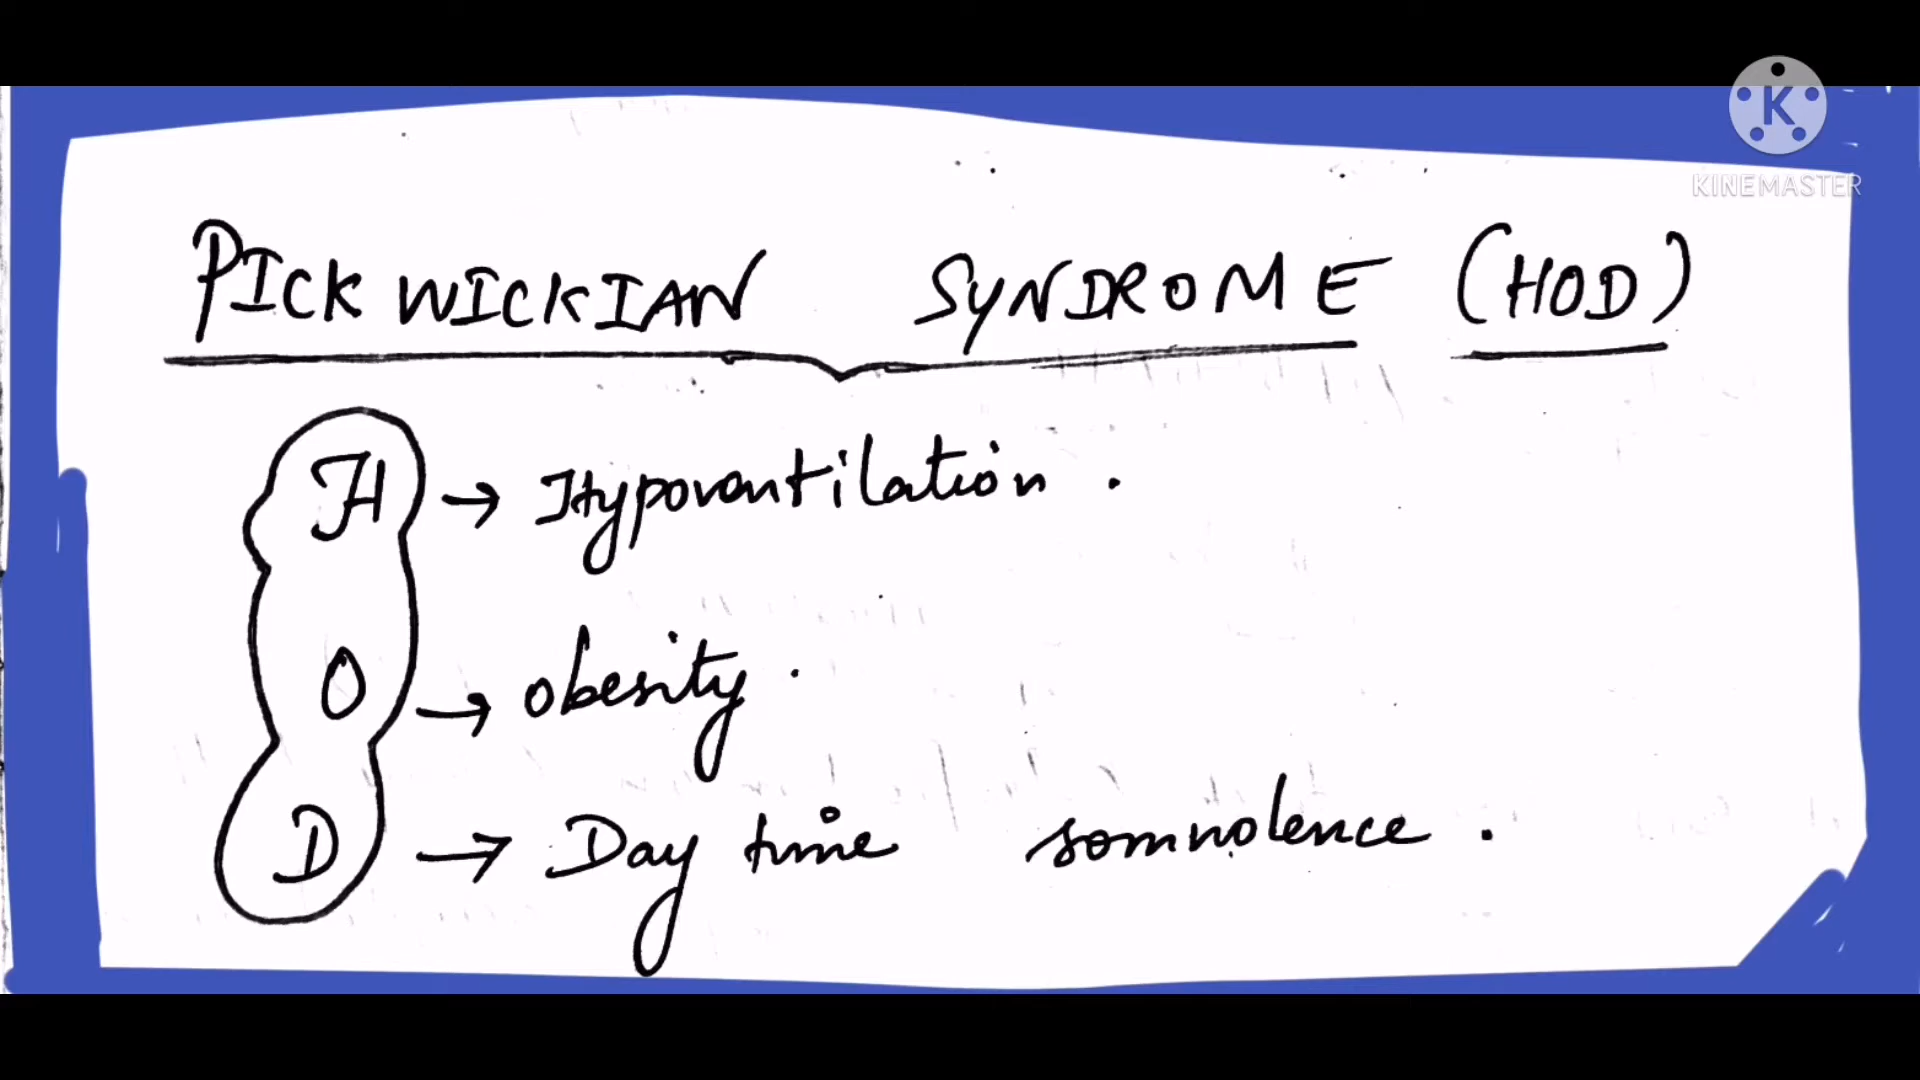 K
KINEMASTER
PICKWICKIAN SYNDROME (HOD)
H → Hypoventilation .
O → obesity .
D → Day time somnolence .